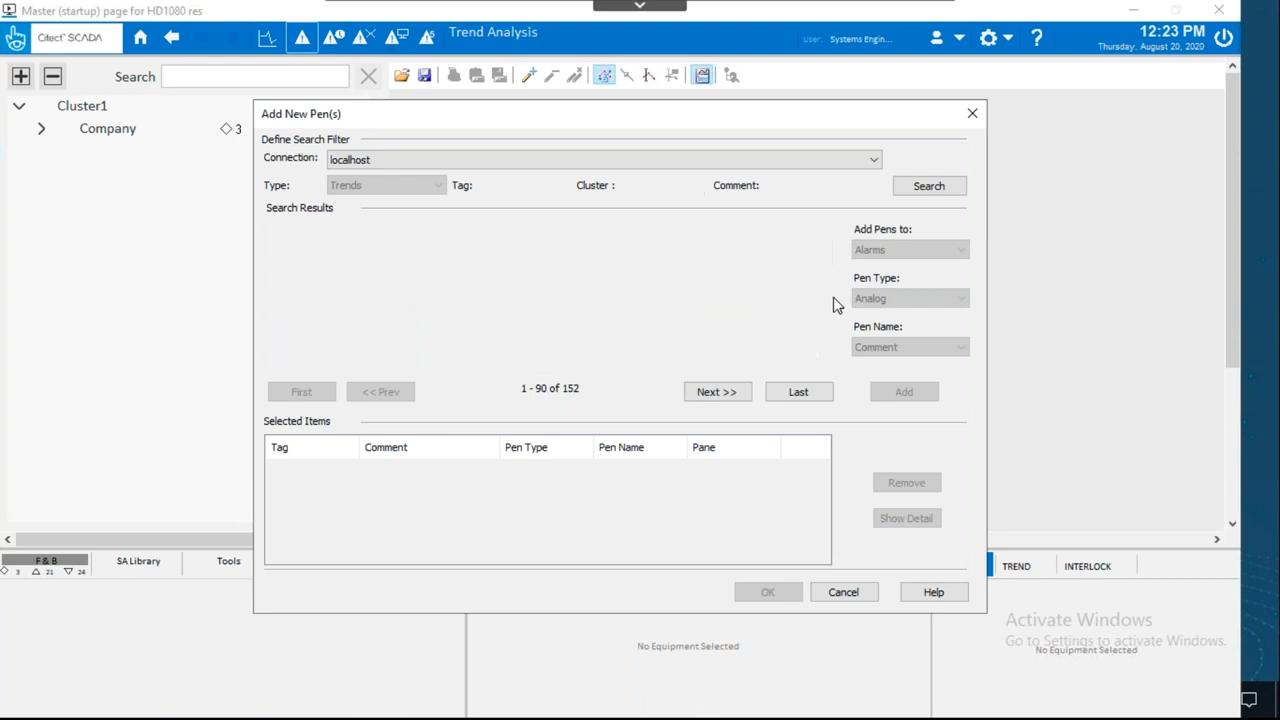 Master (startup) page for HD1080 res
Citect™ SCADA
Trend Analysis
User: Systems Engin...
12:23 PM
Thursday, August 20, 2020
Search
Cluster1
Company
3
Add New Pen(s)
Define Search Filter
Connection: localhost
Type: Trends Tag: Cluster : Comment: Search
Search Results
Add Pens to:
Alarms
Pen Type:
Analog
Pen Name:
Comment
First << Prev 1 - 90 of 152 Next >> Last Add
Selected Items
Tag Comment Pen Type Pen Name Pane
Remove
Show Detail
OK Cancel Help
F & B SA Library Tools
3 21 24
TREND INTERLOCK
No Equipment Selected
Activate Windows
Go to Settings to activate Windows.
No Equipment Selected